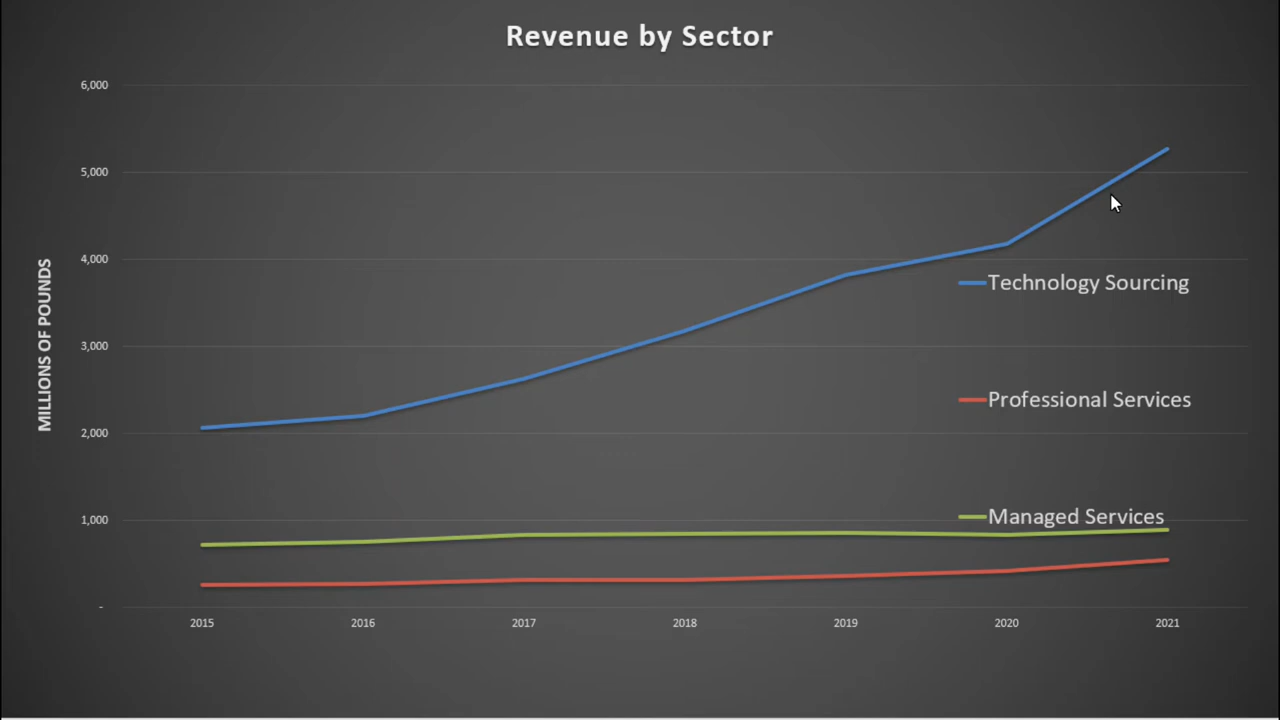 Revenue by Sector
6,000
5,000
4,000
3,000
2,000
1,000
-
MILLIONS OF POUNDS
Technology Sourcing
Professional Services
Managed Services
2015 2016 2017 2018 2019 2020 2021